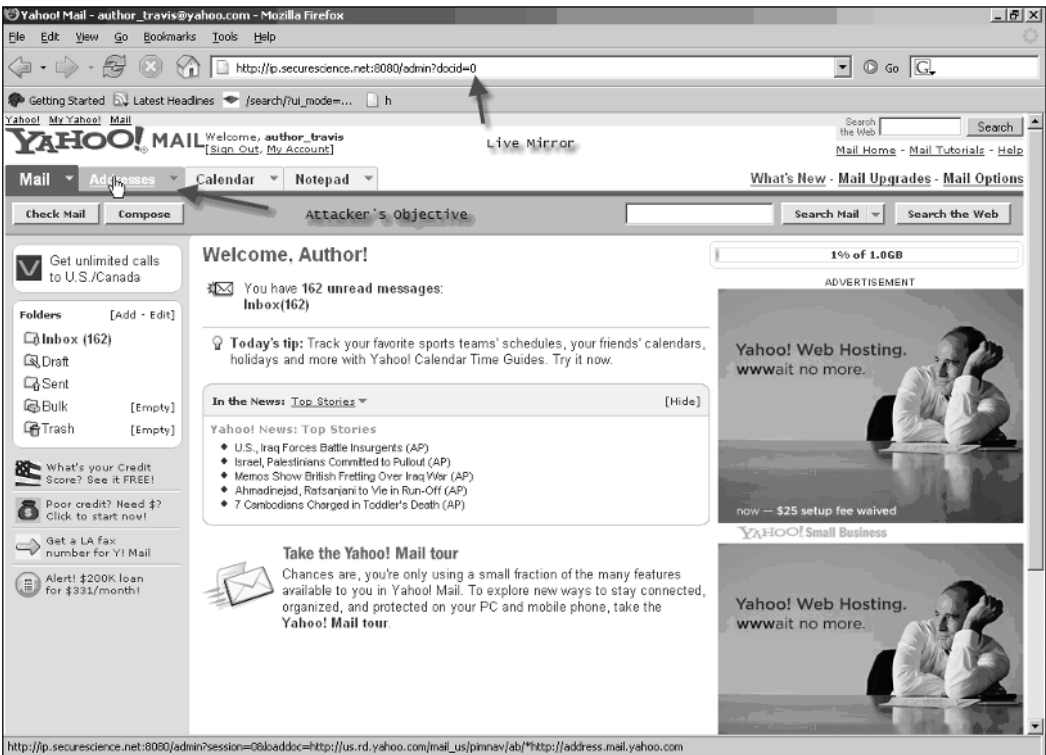 Yahoo! Mail - author_travis@yahoo.com - Mozilla Firefox
File Edit View Go Bookmarks Tools Help
http://ip.securescience.net:8080/admin?docid=0
Go
G
Getting Started Latest Headlines /search/?ui_mode=... h
Yahoo! My Yahoo! Mail
YAHOO! MAIL
Welcome, author_travis
[Sign Out, My Account]
Live Mirror
Search the Web
Search
Mail Home - Mail Tutorials - Help
Mail Addresses Calendar Notepad
What's New - Mail Upgrades - Mail Options
Check Mail Compose
Attacker's Objective
Search Mail Search the Web
Get unlimited calls
to U.S./Canada
Folders [Add - Edit]
Inbox (162)
Draft
Sent
Bulk [Empty]
Trash [Empty]
What's your Credit
Score? See it FREE!
Poor credit? Need $?
Click to start now!
Get a LA fax
number for Y! Mail
Alert! $200K loan
for $331/month!
Welcome, Author!
You have 162 unread messages:
Inbox(162)
Today's tip: Track your favorite sports teams' schedules, your friends' calendars,
holidays and more with Yahoo! Calendar Time Guides. Try it now.
In the News: Top Stories [Hide]
Yahoo! News: Top Stories
U.S., Iraq Forces Battle Insurgents (AP)
Israel, Palestinians Committed to Pullout (AP)
Memos Show British Fretting Over Iraq War (AP)
Ahmadinejad, Rafsanjani to Vie in Run-Off (AP)
7 Cambodians Charged in Toddler's Death (AP)
Take the Yahoo! Mail tour
Chances are, you're only using a small fraction of the many features
available to you in Yahoo! Mail. To explore new ways to stay connected,
organized, and protected on your PC and mobile phone, take the
Yahoo! Mail tour.
1% of 1.0GB
ADVERTISEMENT
Yahoo! Web Hosting.
wwwait no more.
now — $25 setup fee waived
YAHOO! Small Business
Yahoo! Web Hosting.
wwwait no more.
http://ip.securescience.net:8080/admin?session=0&loaddoc=http://us.rd.yahoo.com/mail_us/pimnav/ab/*http://address.mail.yahoo.com